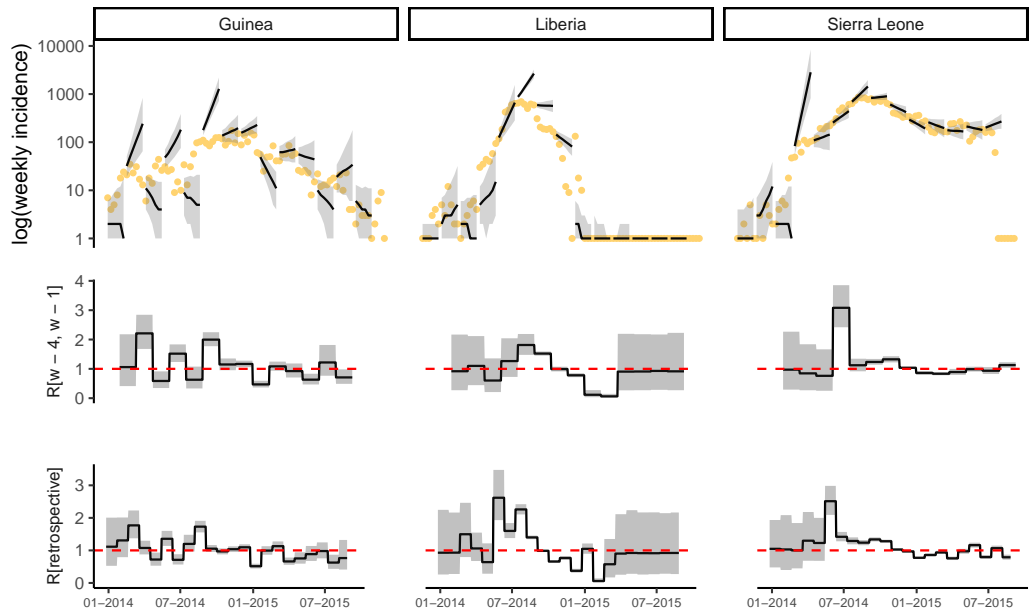 Guinea Liberia Sierra Leone
log(weekly incidence)
10000
1000
100
10
1
R[w − 4, w − 1]
4
3
2
1
0
R[retrospective]
3
2
1
0
01−2014 07−2014 01−2015 07−2015 01−2014 07−2014 01−2015 07−2015 01−2014 07−2014 01−2015 07−2015